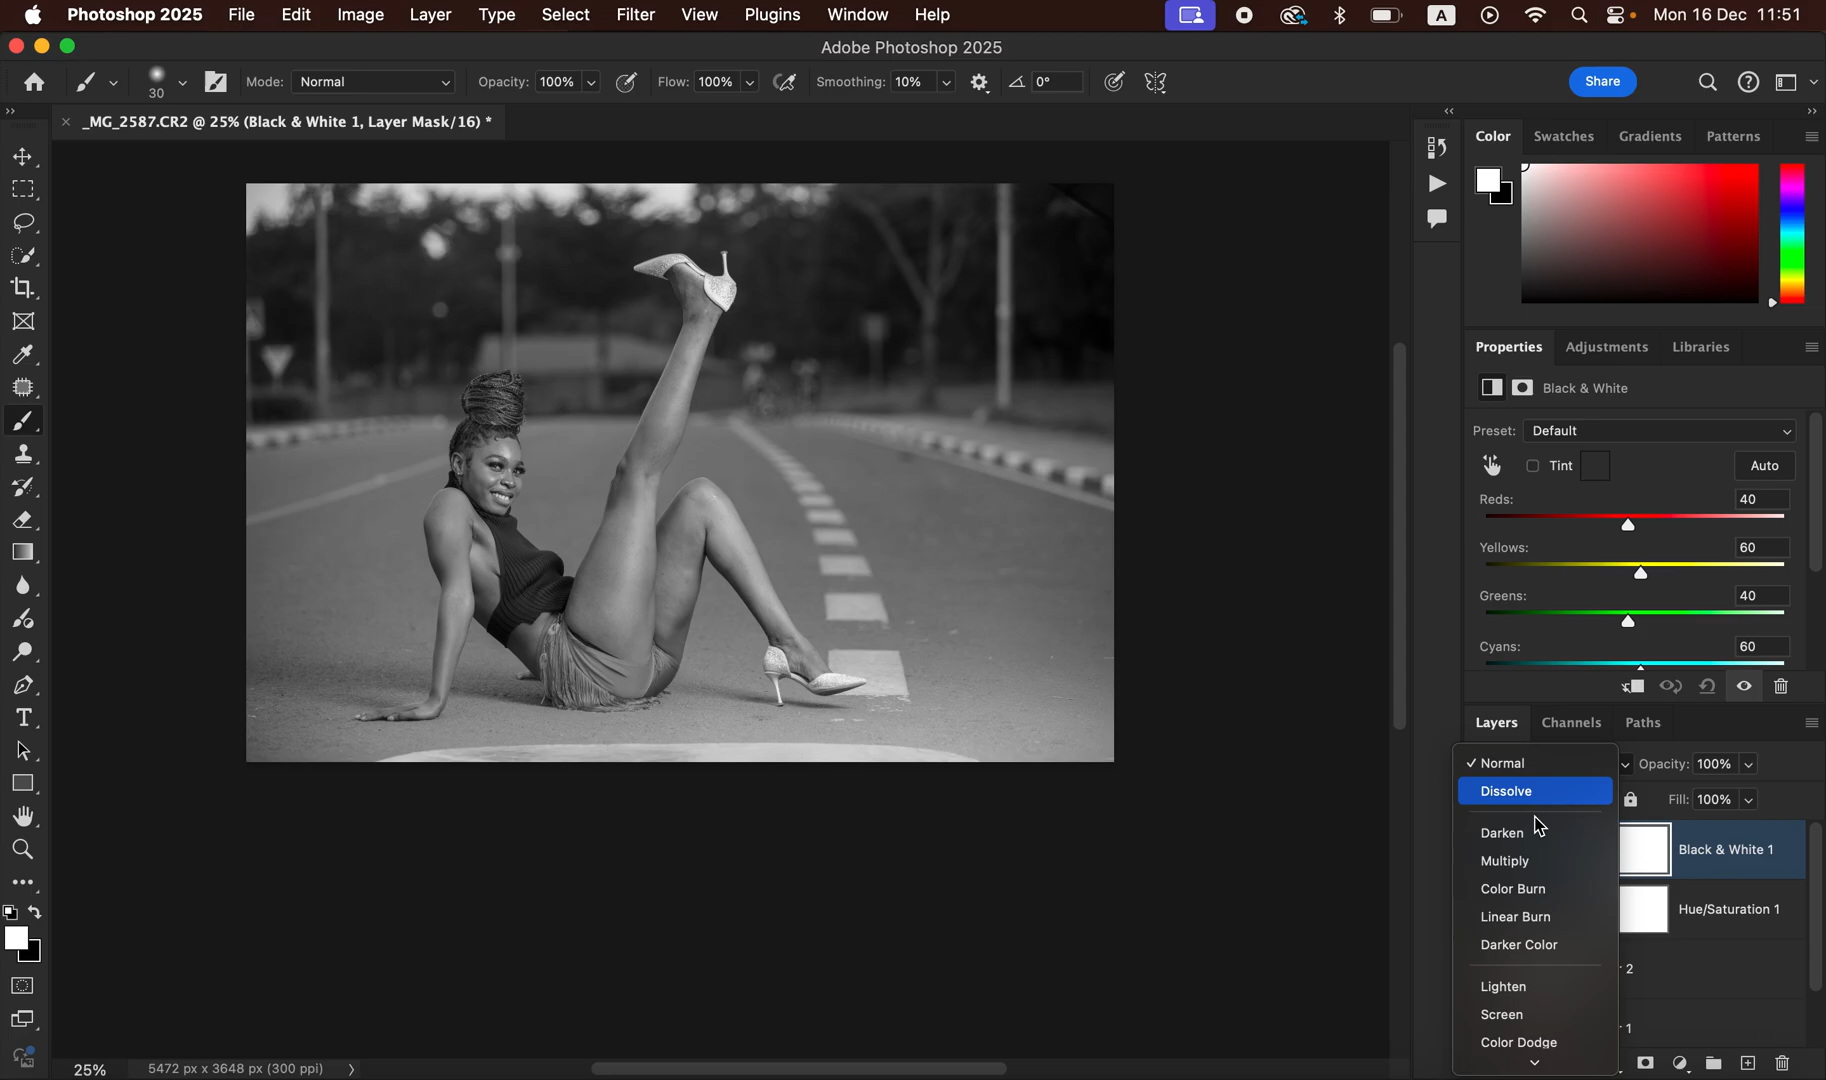 Photoshop 2025 File Edit Image Layer Type Select Filter View Plugins Window Help A Mon 16 Dec 11:51
Adobe Photoshop 2025
30 Mode: Normal Opacity: 100% Flow: 100% Smoothing: 10% 0° Share
_MG_2587.CR2 @ 25% (Black & White 1, Layer Mask/16) *
Color Swatches Gradients Patterns
Properties Adjustments Libraries
Black & White
Preset: Default
Tint Auto
Reds: 40
Yellows: 60
Greens: 40
Cyans: 60
Layers Channels Paths
Normal Opacity: 100%
Dissolve Fill: 100%
Darken
Multiply Black & White 1
Color Burn
Linear Burn Hue/Saturation 1
Darker Color
2
Lighten
Screen
1
Color Dodge
25% 5472 px x 3648 px (300 ppi)